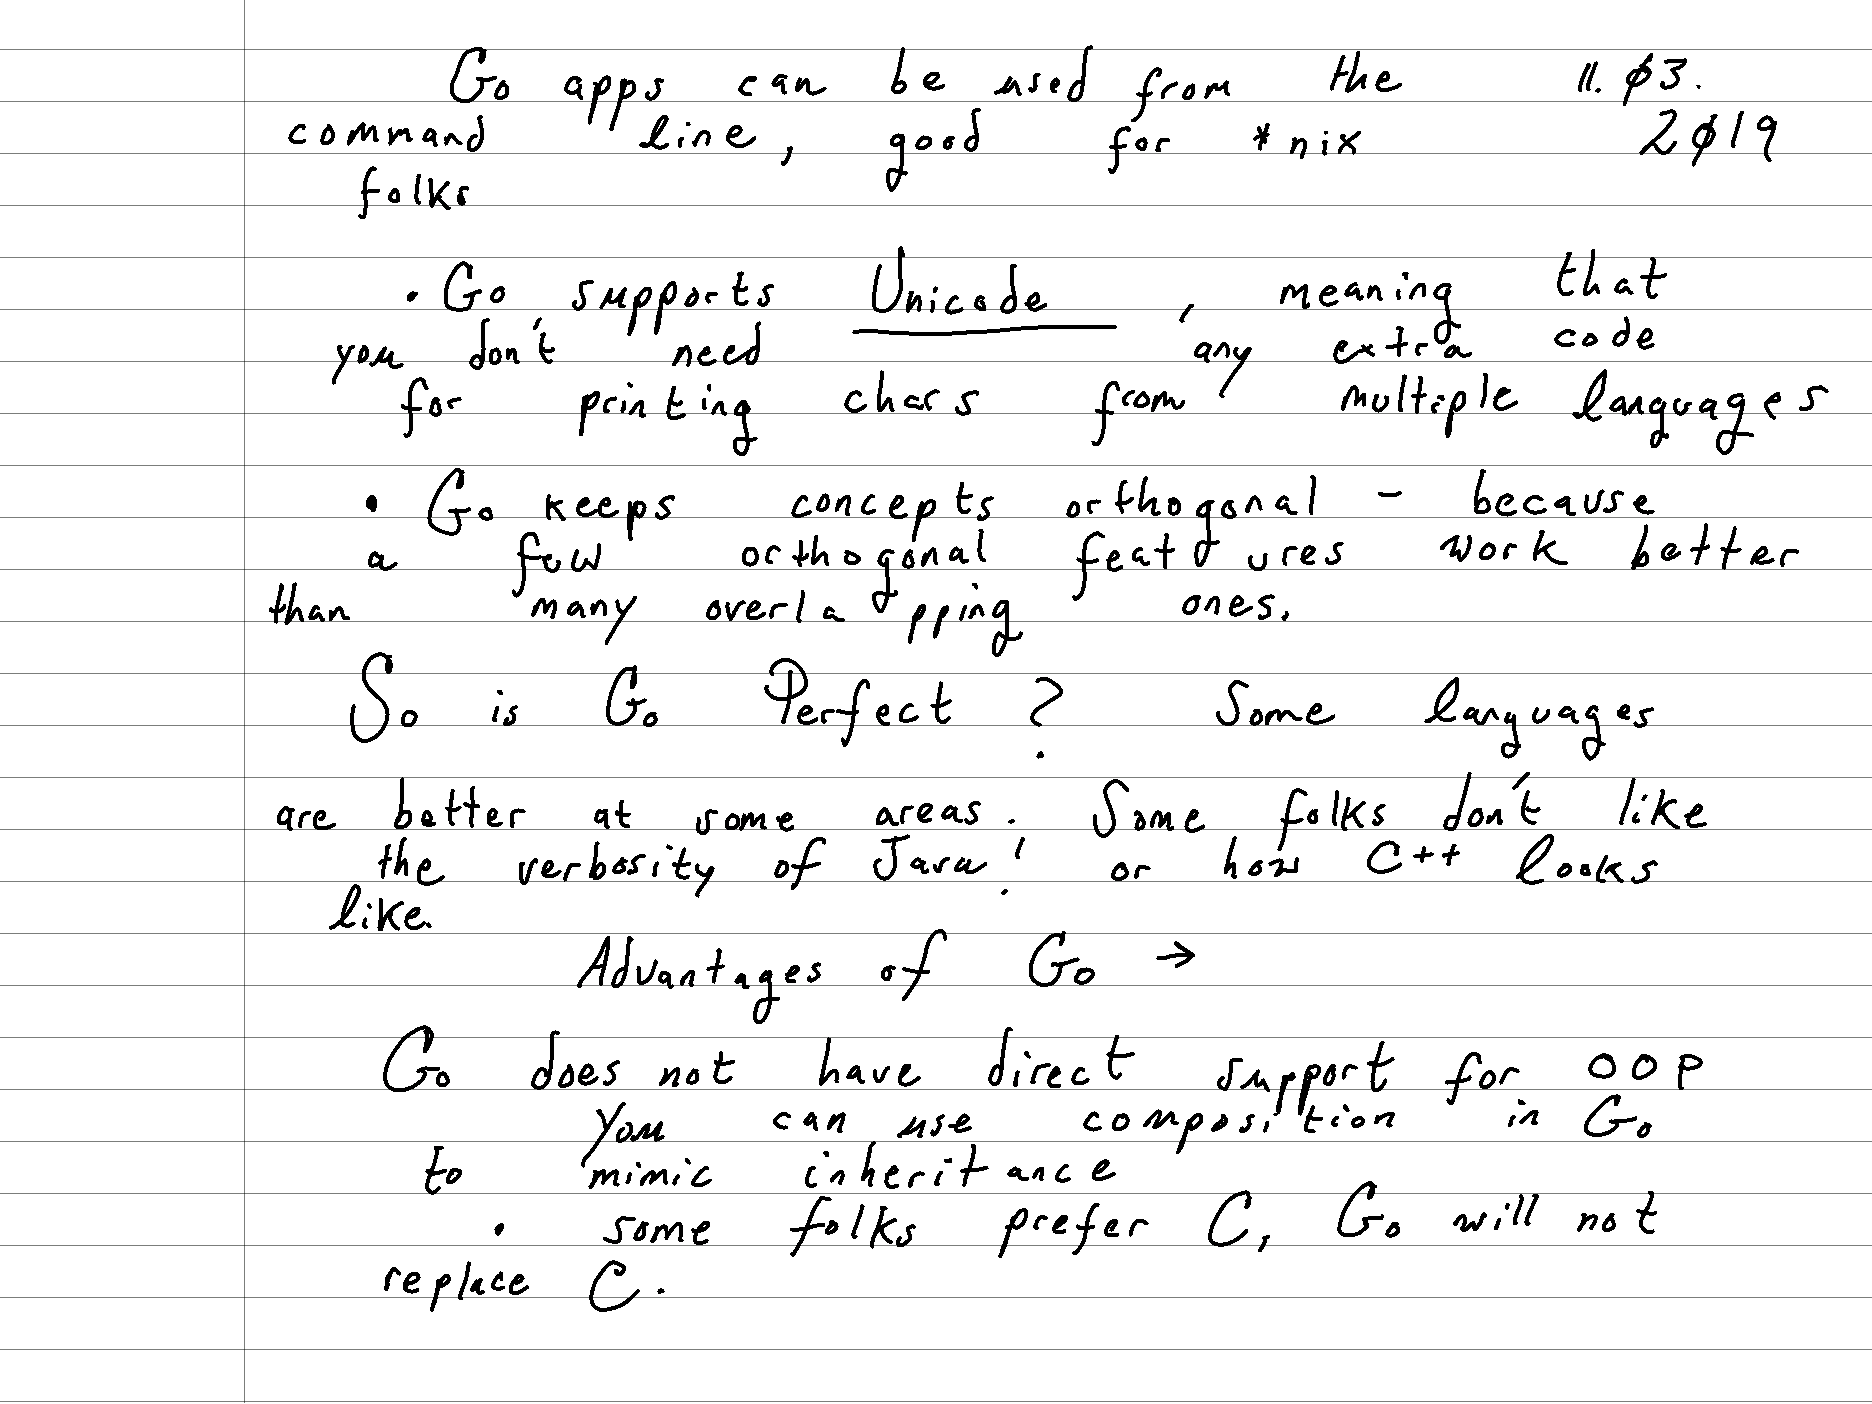 Go apps can be used from the 11. Ø3.
command line, good for *nix 2Ø19
folks
• Go supports Unicode, meaning that
you don't need any extra code
for printing chars from multiple languages
• Go keeps concepts orthogonal - because
a few orthogonal features work better
than many overlapping ones.
So is Go Perfect? Some languages
are better at some areas. Some folks don't like
the verbosity of Java! or how C++ looks
like.
Advantages of Go →
Go does not have direct support for OOP
You can use composition in Go
to mimic inheritance
• some folks prefer C, Go will not
replace C.